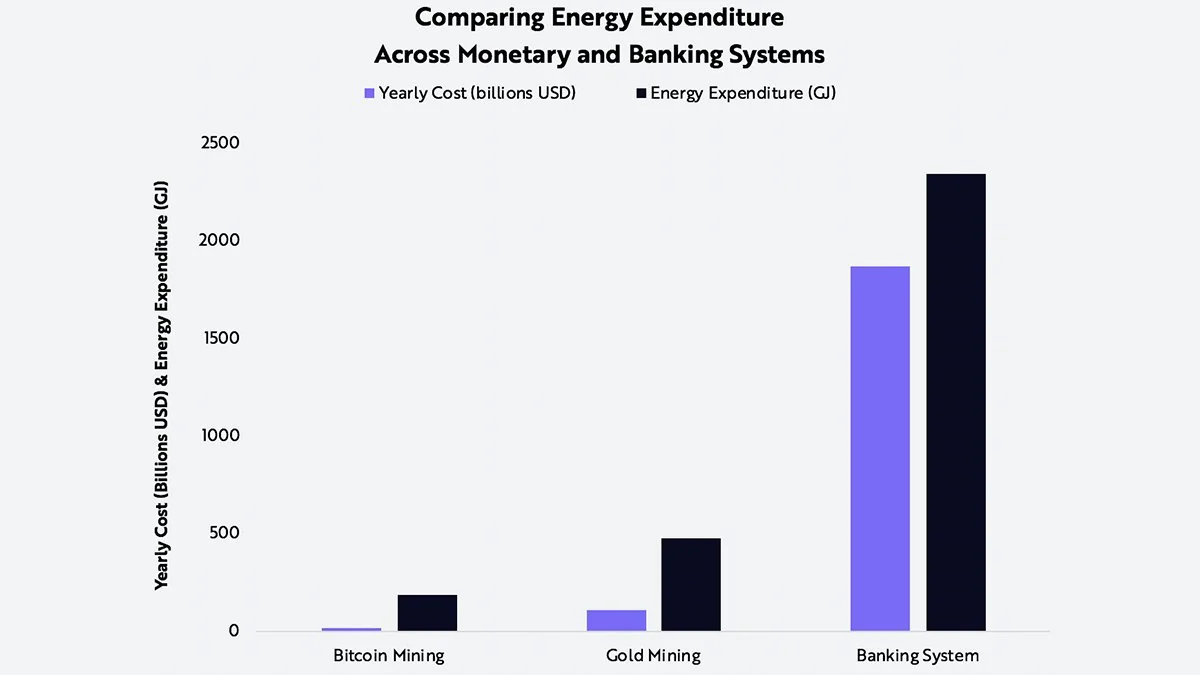 Comparing Energy Expenditure
Across Monetary and Banking Systems
Yearly Cost (billions USD) Energy Expenditure (GJ)
Yearly Cost (Billions USD) & Energy Expenditure (GJ)
2500
2000
1500
1000
500
0
Bitcoin Mining Gold Mining Banking System